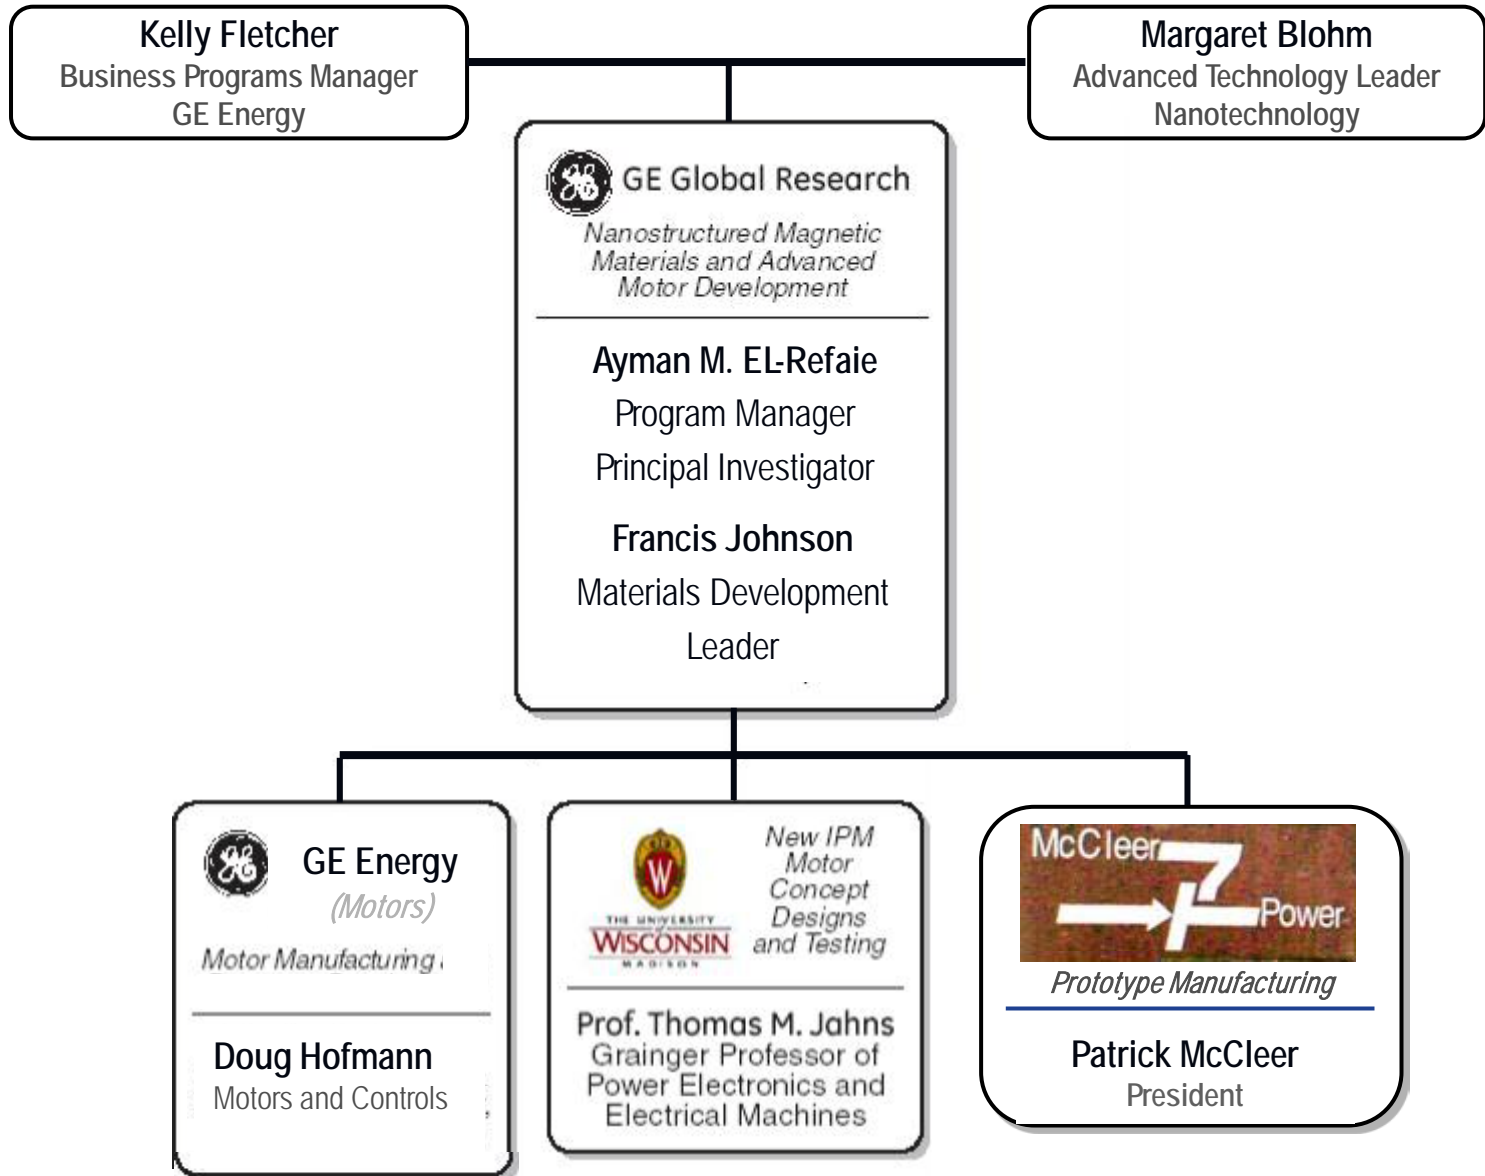 Kelly Fletcher
Business Programs Manager
GE Energy
Margaret Blohm
Advanced Technology Leader
Nanotechnology
GE Global Research
Nanostructured Magnetic
Materials and Advanced
Motor Development
Ayman M. EL-Refaie
Program Manager
Principal Investigator
Francis Johnson
Materials Development
Leader
GE Energy
(Motors)
Motor Manufacturing
Doug Hofmann
Motors and Controls
W
THE UNIVERSITY
of
WISCONSIN
MADISON
New IPM
Motor
Concept
Designs
and Testing
Prof. Thomas M. Jahns
Grainger Professor of
Power Electronics and
Electrical Machines
McCleer
Power
Prototype Manufacturing
Patrick McCleer
President